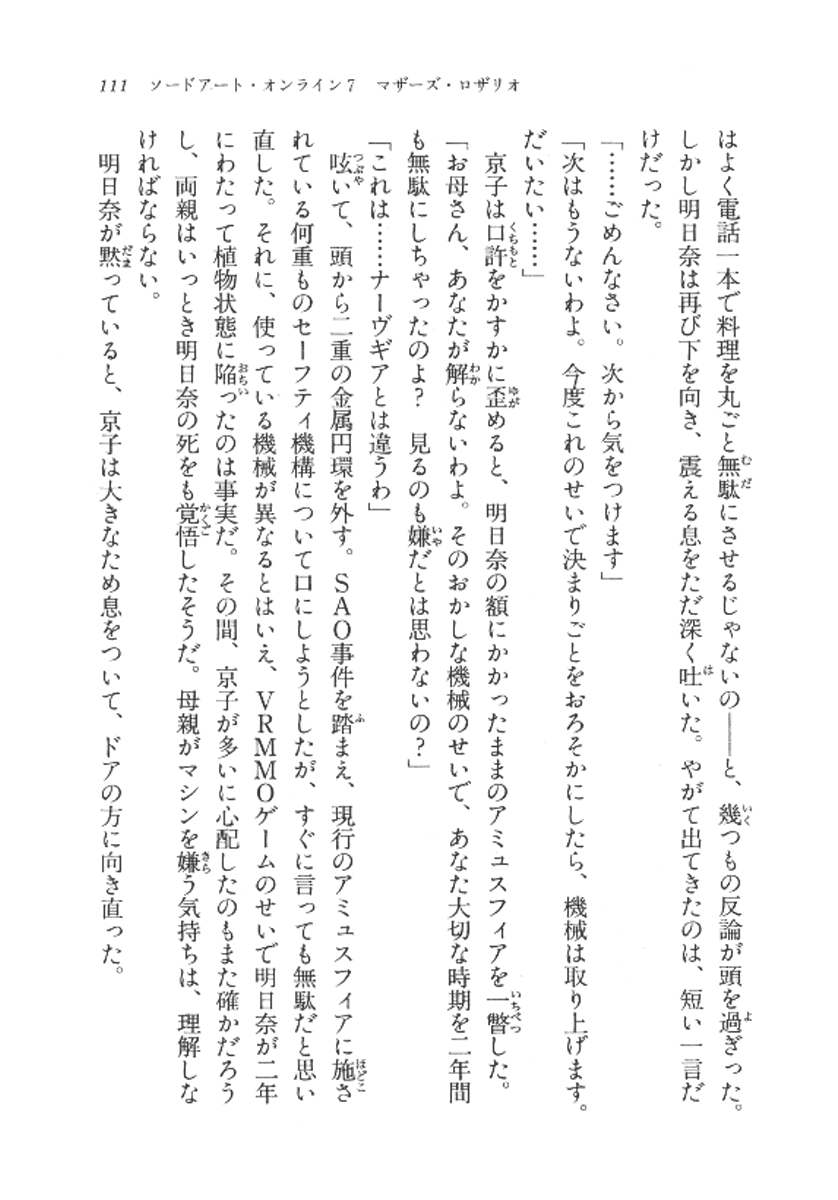 111　ソードアート・オンライン7　マザーズ・ロザリオ
はよく電話一本で料理を丸ごと無駄にさせるじゃないの――と、幾つもの反論が頭を過ぎった。
しかし明日奈は再び下を向き、震える息をただ深く吐いた。やがて出てきたのは、短い一言だ
けだった。
「……ごめんなさい。次から気をつけます」
「次はもうないわよ。今度これのせいで決まりごとをおろそかにしたら、機械は取り上げます。
だいたい……」
京子は口許をかすかに歪めると、明日奈の額にかかったままのアミュスフィアを一瞥した。
「お母さん、あなたが解らないわよ。そのおかしな機械のせいで、あなた大切な時期を二年間
も無駄にしちゃったのよ？　見るのも嫌だとは思わないの？」
「これは……ナーヴギアとは違うわ」
呟いて、頭から二重の金属円環を外す。ＳＡＯ事件を踏まえ、現行のアミュスフィアに施さ
れている何重ものセーフティ機構について口にしようとしたが、すぐに言っても無駄だと思い
直した。それに、使っている機械が異なるとはいえ、ＶＲＭＭＯゲームのせいで明日奈が二年
にわたって植物状態に陥ったのは事実だ。その間、京子が多いに心配したのもまた確かだろう
し、両親はいっとき明日奈の死をも覚悟したそうだ。母親がマシンを嫌う気持ちは、理解しな
ければならない。
明日奈が黙っていると、京子は大きなため息をついて、ドアの方に向き直った。